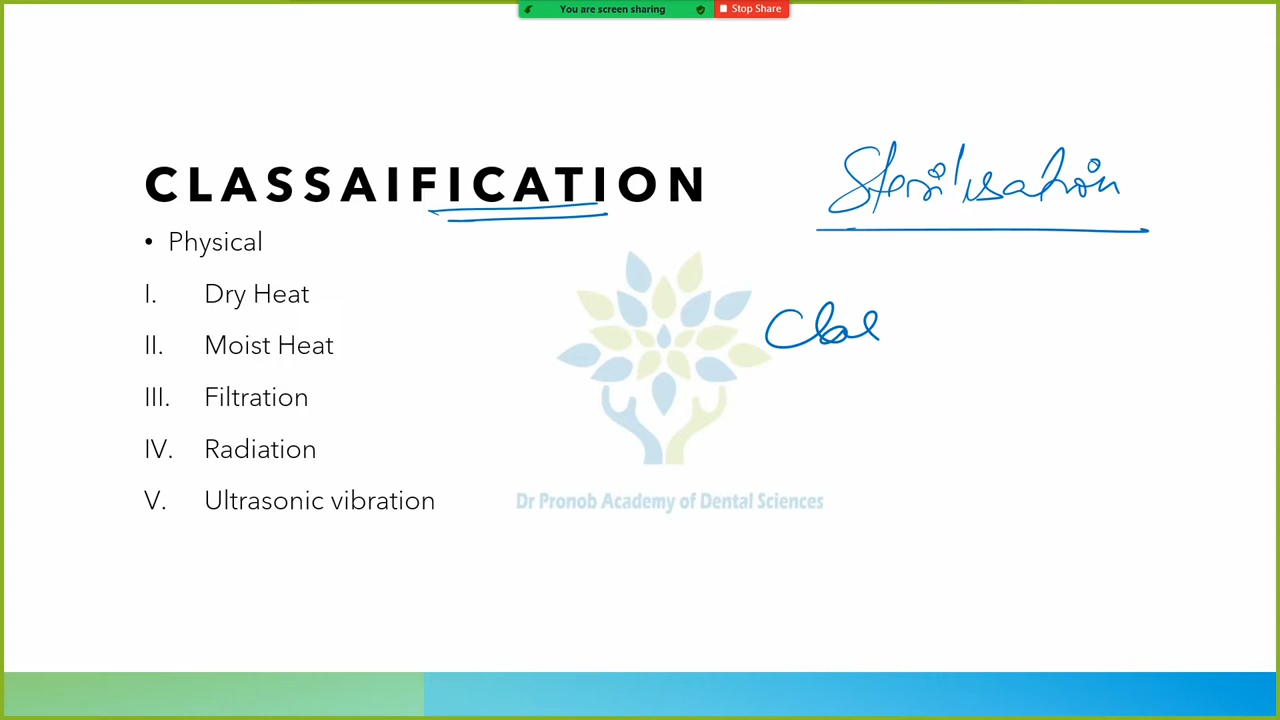 You are screen sharing Stop Share
CLASSAIFICATION
Sterilisation
• Physical
I. Dry Heat
II. Moist Heat
III. Filtration
IV. Radiation
V. Ultrasonic vibration
Dr Pronob Academy of Dental Sciences